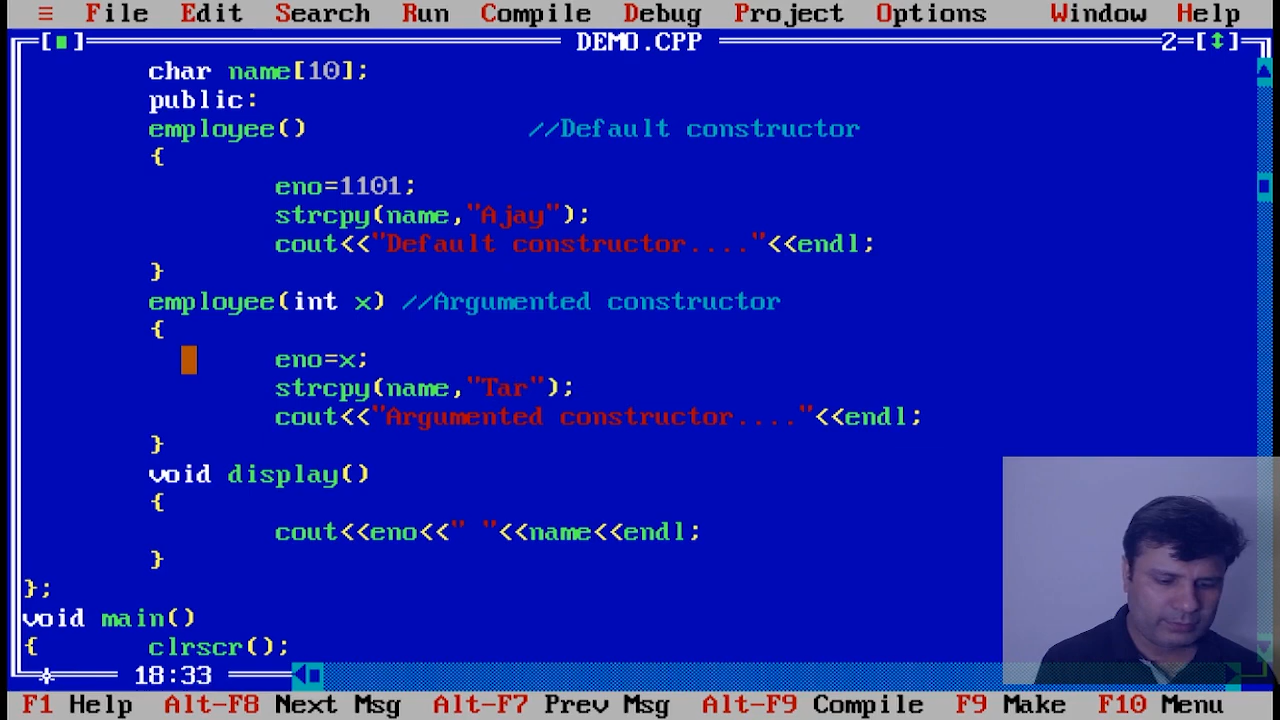 ≡ File Edit Search Run Compile Debug Project Options Window Help
[■] DEMO.CPP 2=[↕]
char name[10];
public:
employee() //Default constructor
{
eno=1101;
strcpy(name,"Ajay");
cout<<"Default constructor...."<<endl;
}
employee(int x) //Argumented constructor
{
eno=x;
strcpy(name,"Tar");
cout<<"Argumented constructor...."<<endl;
}
void display()
{
cout<<eno<<" "<<name<<endl;
}
};
void main()
{ clrscr();
18:33
F1 Help Alt-F8 Next Msg Alt-F7 Prev Msg Alt-F9 Compile F9 Make F10 Menu